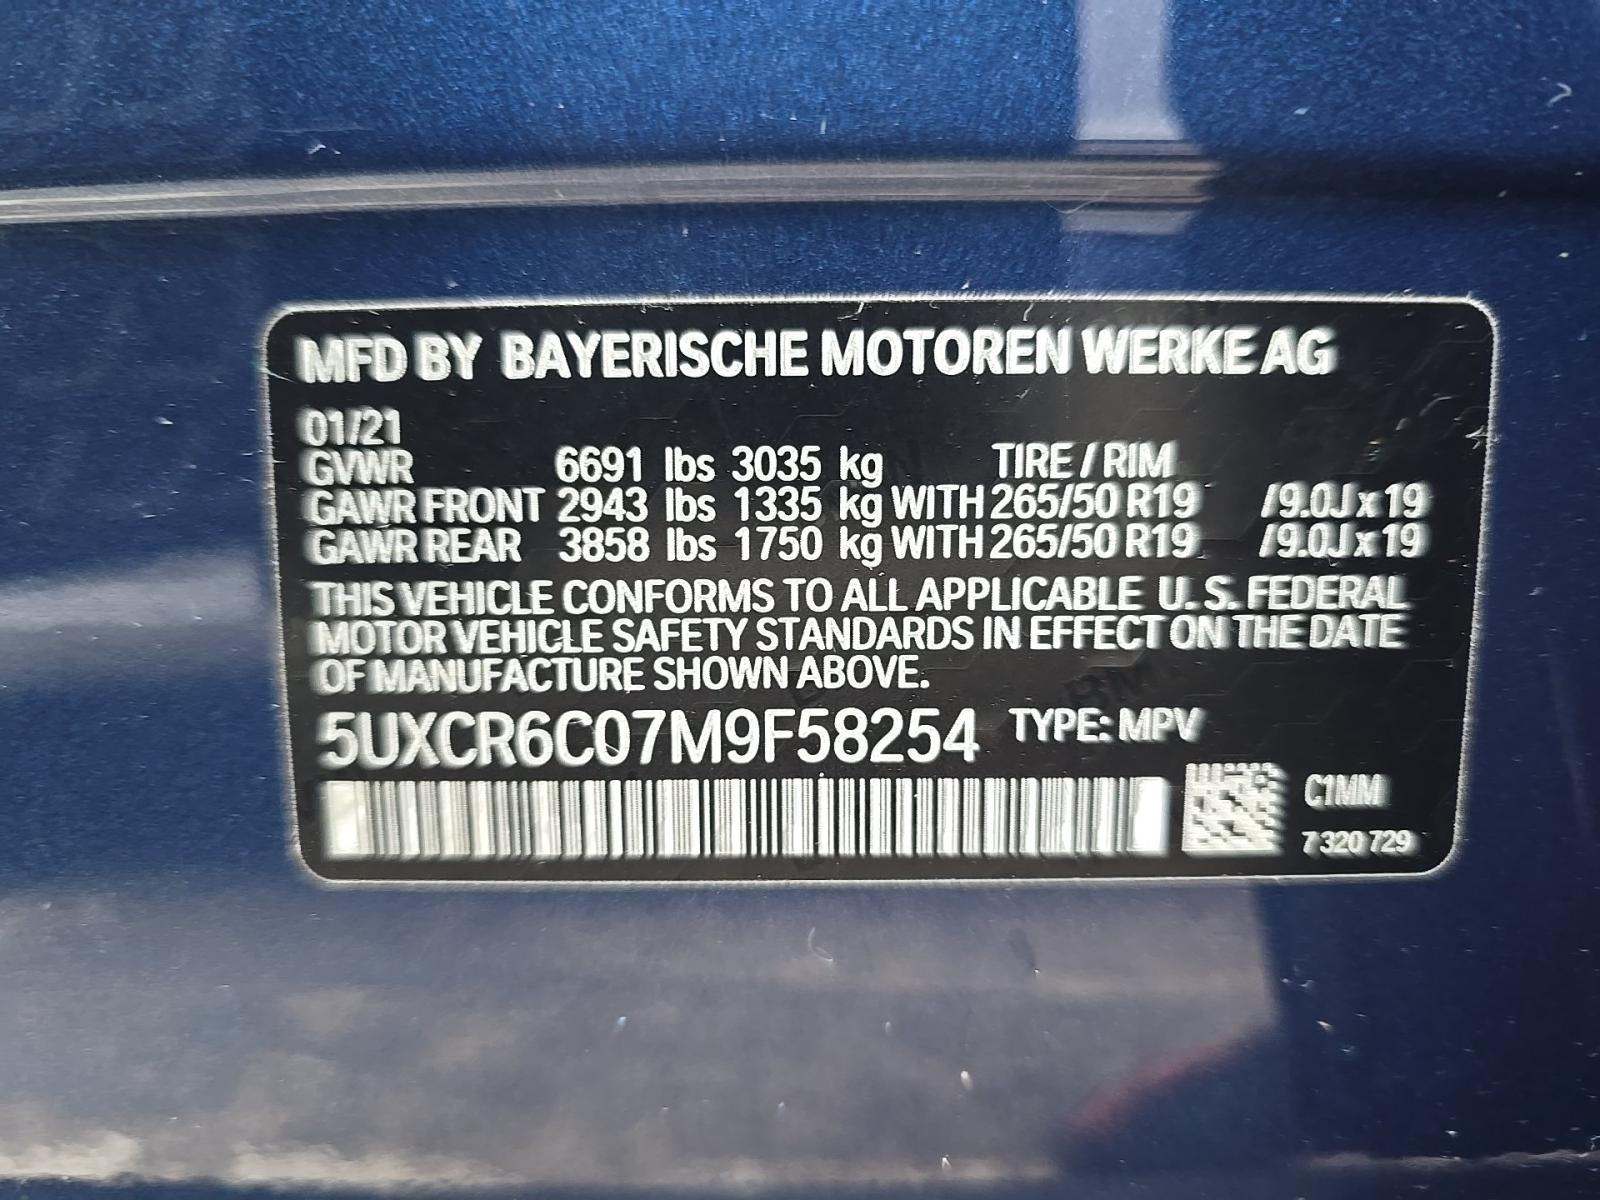 MFD BY BAYERISCHE MOTOREN WERKE AG
01/21
GVWR 6691 lbs 3035 kg TIRE / RIM
GAWR FRONT 2943 lbs 1335 kg WITH 265/50 R19 /9.0J x 19
GAWR REAR 3858 lbs 1750 kg WITH 265/50 R19 /9.0J x 19
THIS VEHICLE CONFORMS TO ALL APPLICABLE U.S. FEDERAL
MOTOR VEHICLE SAFETY STANDARDS IN EFFECT ON THE DATE
OF MANUFACTURE SHOWN ABOVE.
5UXCR6C07M9F58254 TYPE: MPV
C1MM
7 320 729